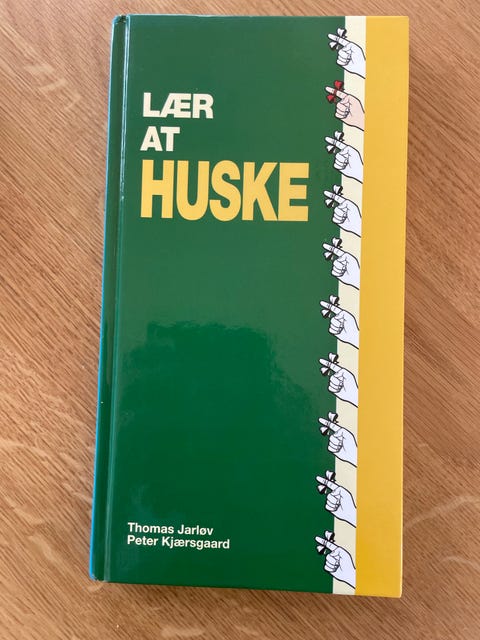 LÆR
AT
HUSKE
Thomas Jarløv
Peter Kjærsgaard